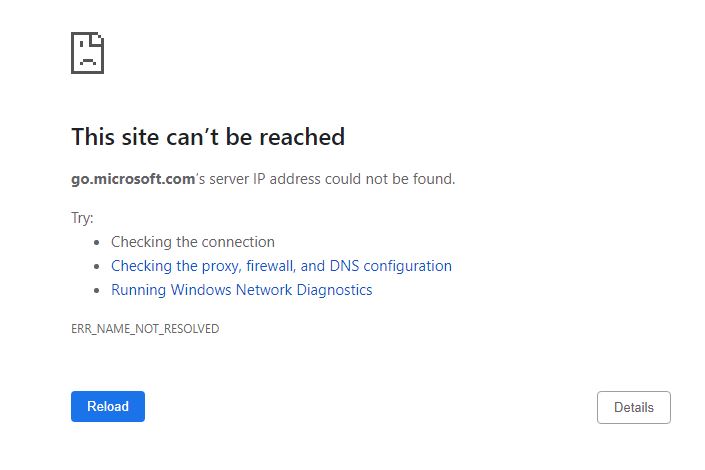 This site can’t be reached
go.microsoft.com’s server IP address could not be found.
Try:
• Checking the connection
• Checking the proxy, firewall, and DNS configuration
• Running Windows Network Diagnostics
ERR_NAME_NOT_RESOLVED
Reload
Details